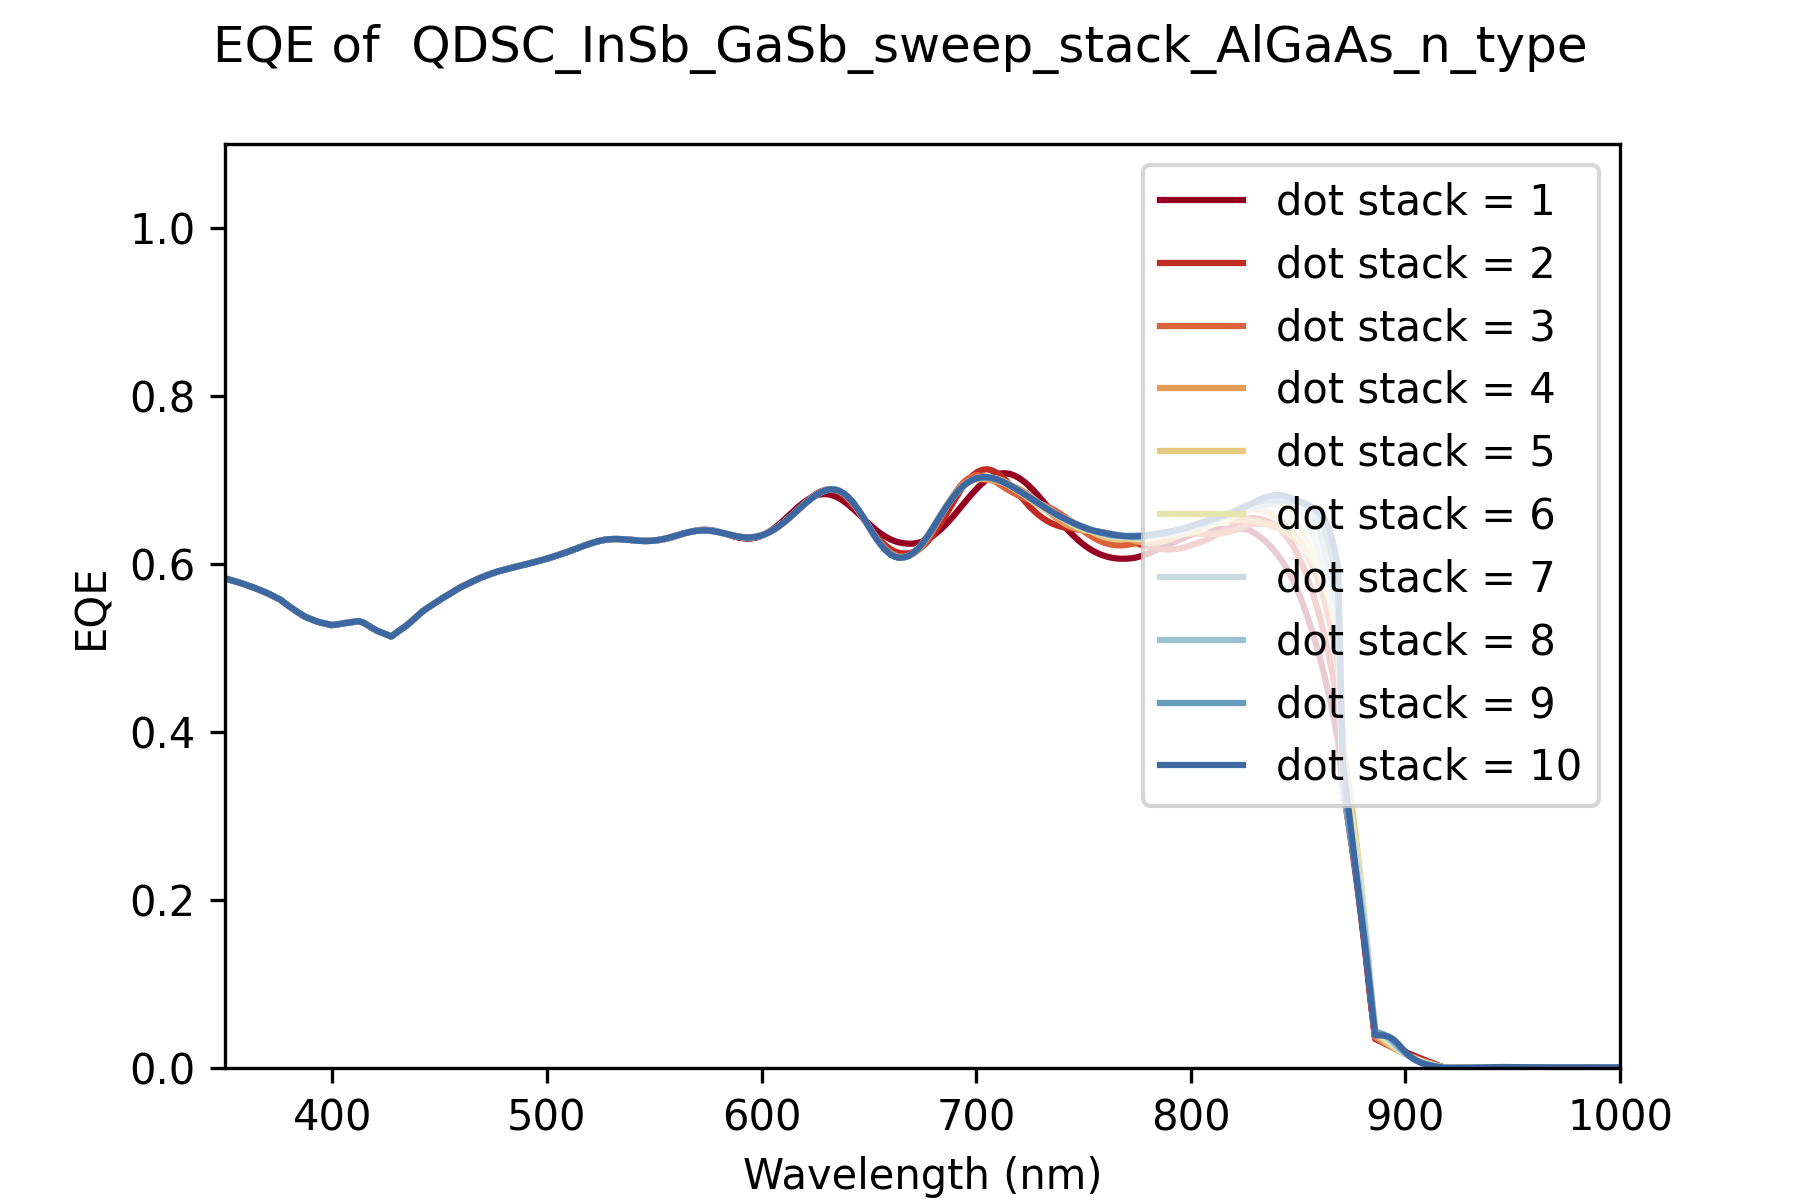 EQE of  QDSC_InSb_GaSb_sweep_stack_AlGaAs_n_type
EQE
1.0
0.8
0.6
0.4
0.2
0.0
dot stack = 1
dot stack = 2
dot stack = 3
dot stack = 4
dot stack = 5
dot stack = 6
dot stack = 7
dot stack = 8
dot stack = 9
dot stack = 10
400 500 600 700 800 900 1000
Wavelength (nm)